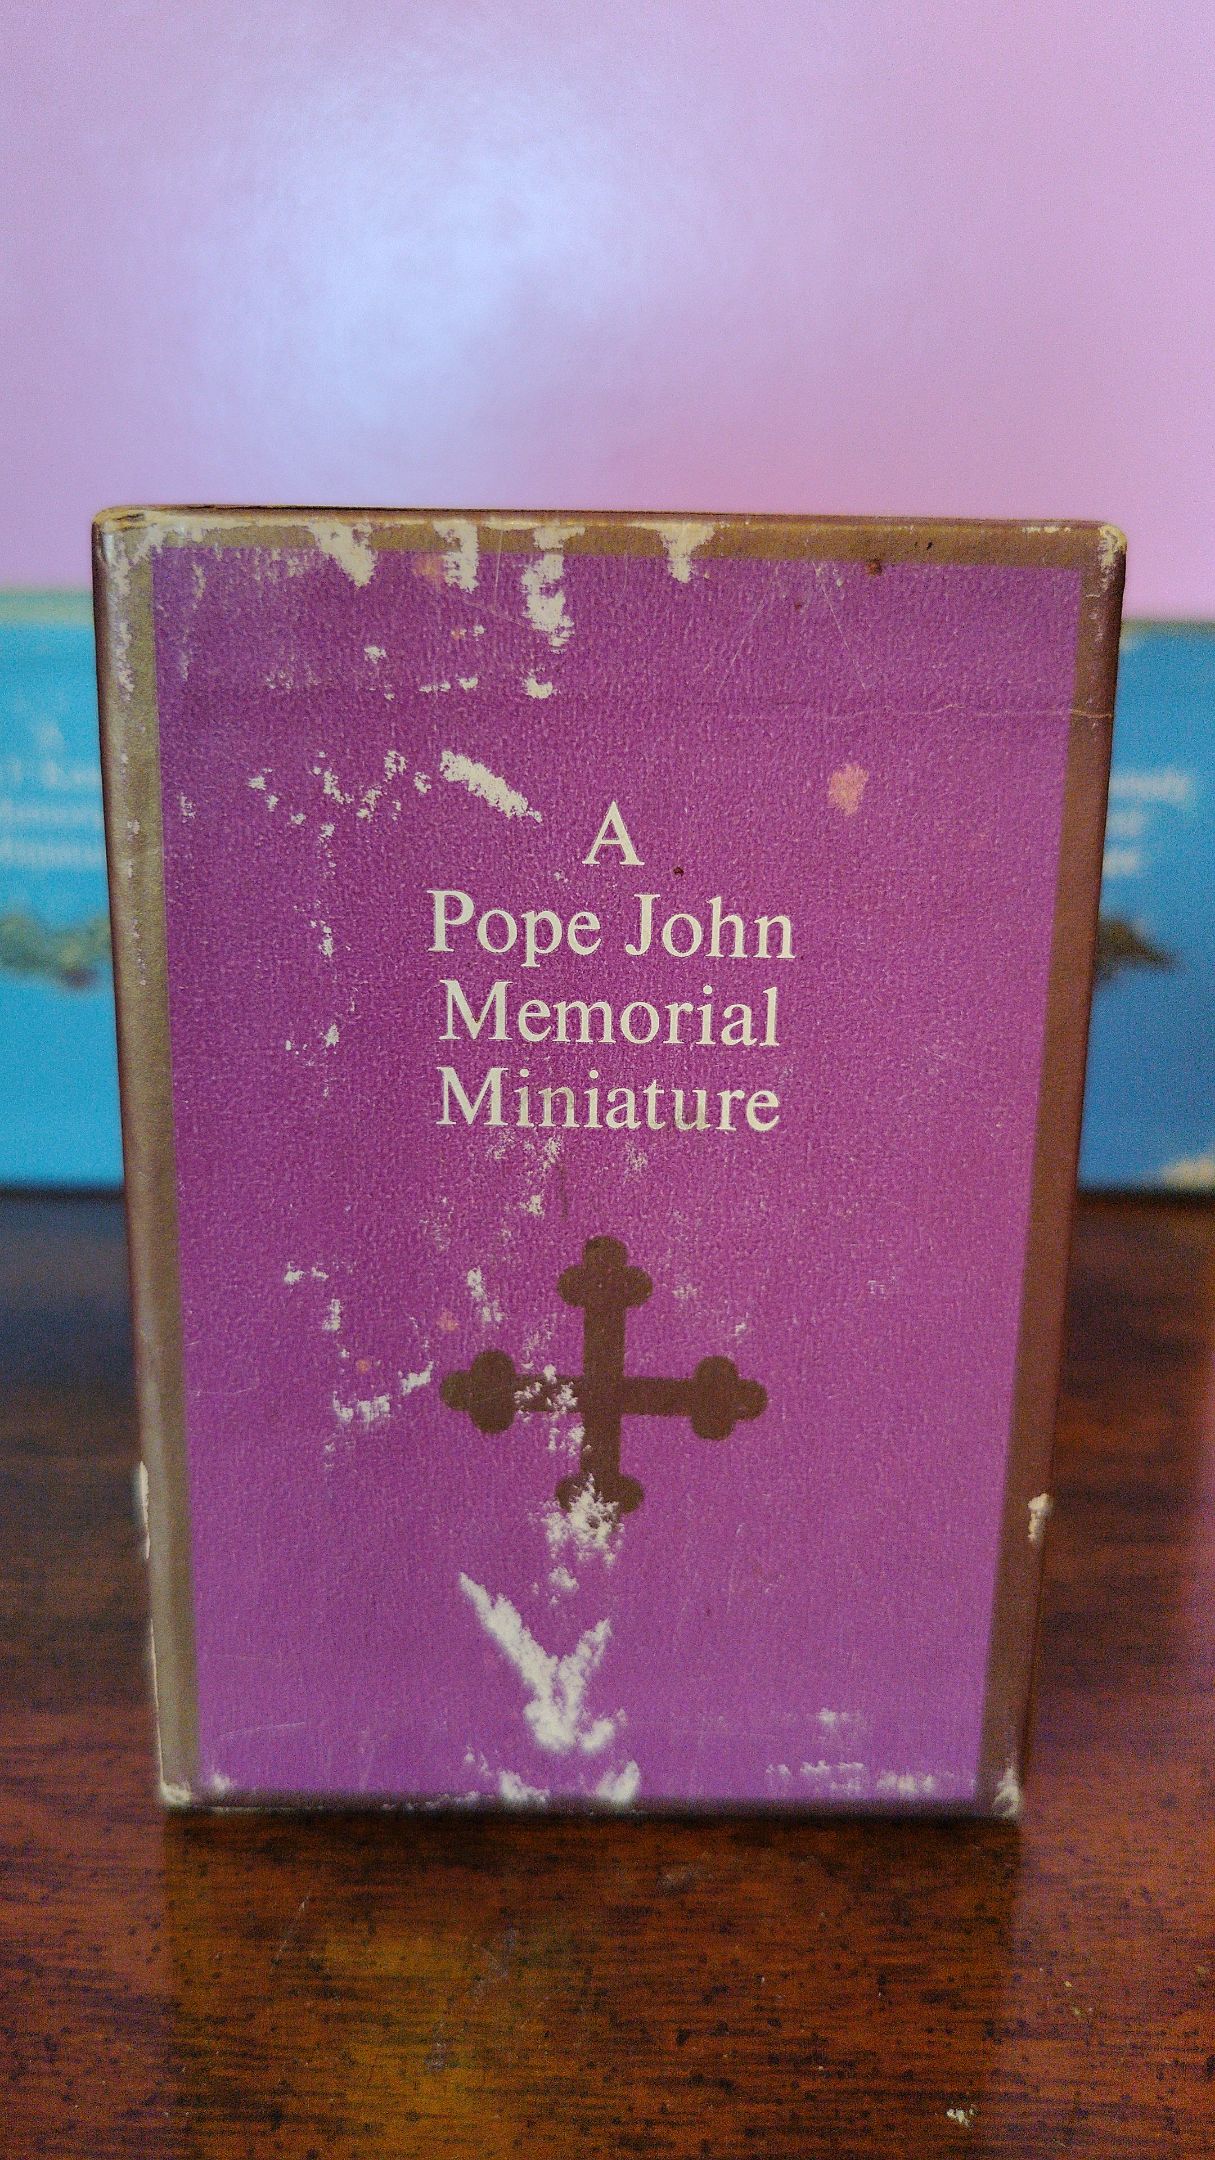 A
Pope John
Memorial
Miniature